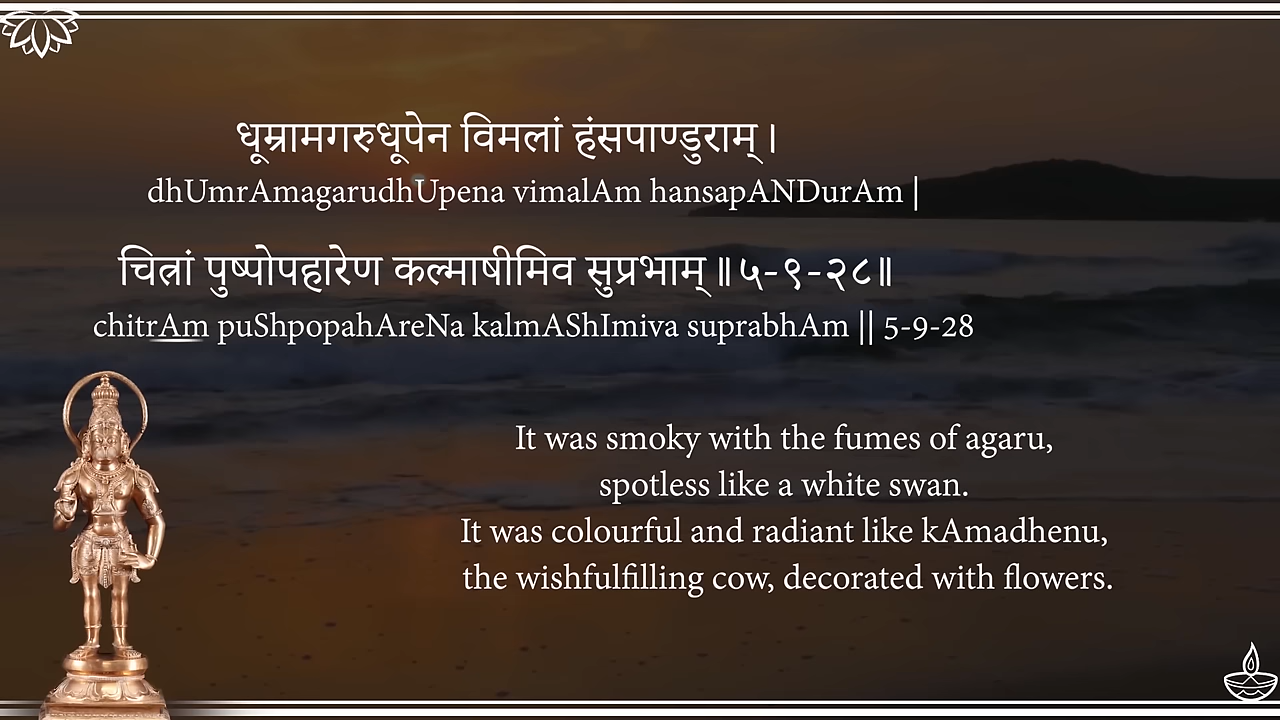 धूम्रामगरुधूपेन विमलां हंसपाण्डुराम् ।
dhUmrAmagarudhUpena vimalAm hansapANDurAm |
चित्रां पुष्पोपहारेण कल्माषीमिव सुप्रभाम् ॥ ५-९-२८॥
chitrAm puShpopahAreNa kalmAShImiva suprabhAm || 5-9-28
It was smoky with the fumes of agaru,
spotless like a white swan.
It was colourful and radiant like kAmadhenu,
the wishfulfilling cow, decorated with flowers.